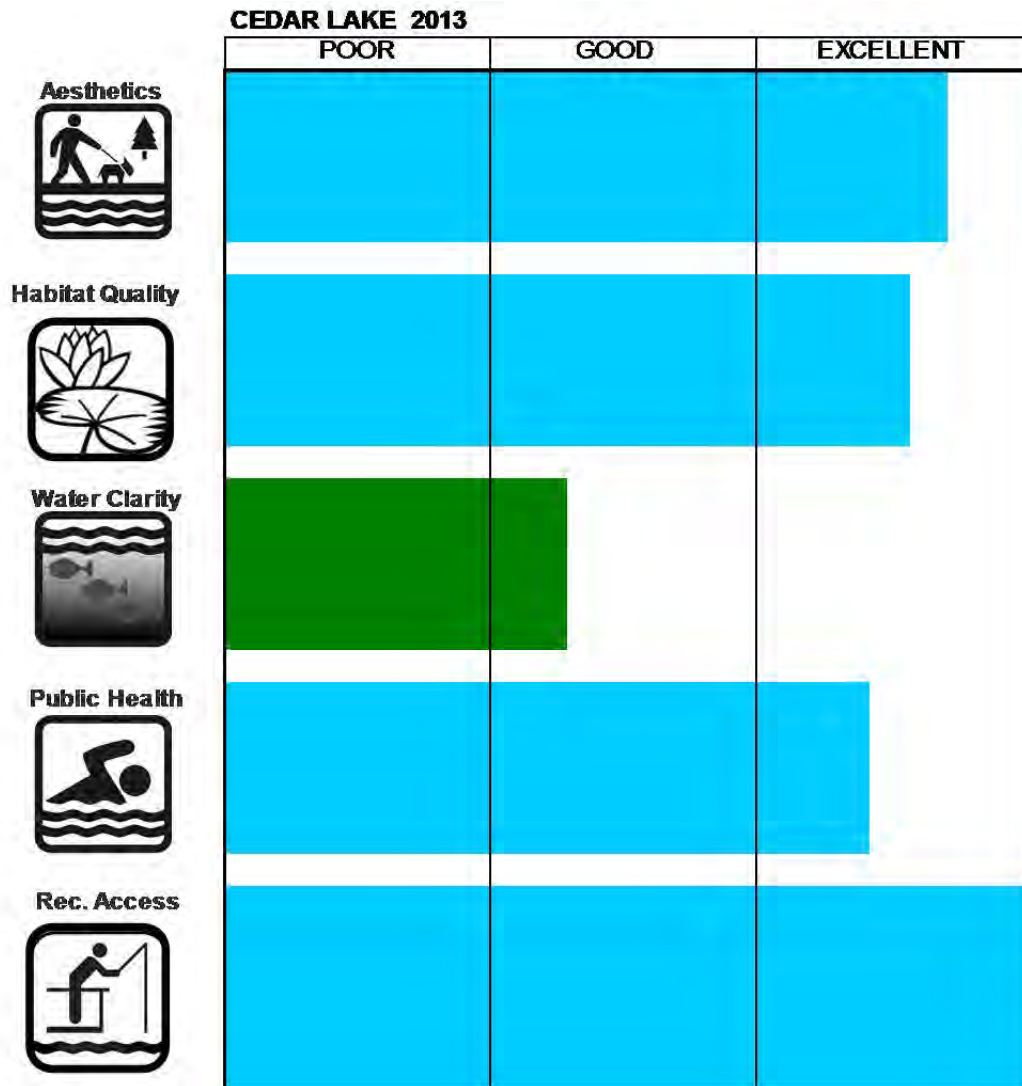 CEDAR LAKE 2013
POOR GOOD EXCELLENT
Aesthetics
Habitat Quality
Water Clarity
Public Health
Rec. Access